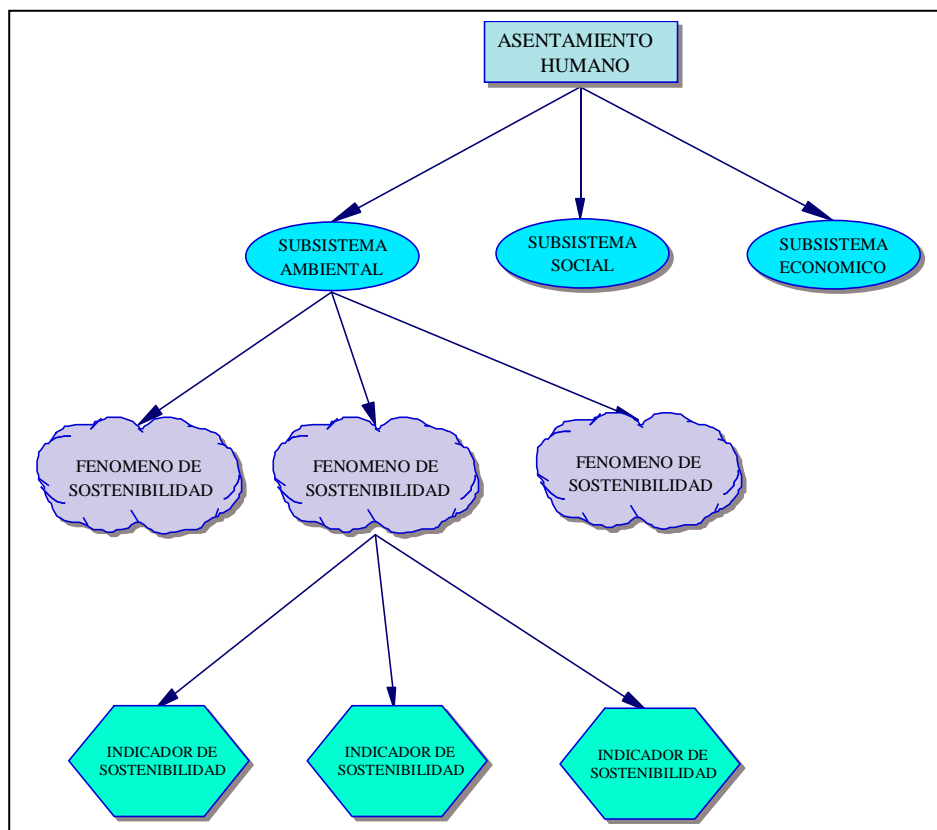 ASENTAMIENTO
HUMANO
SUBSISTEMA
AMBIENTAL
SUBSISTEMA
SOCIAL
SUBSISTEMA
ECONOMICO
FENOMENO DE
SOSTENIBILIDAD
FENOMENO DE
SOSTENIBILIDAD
FENOMENO DE
SOSTENIBILIDAD
INDICADOR DE
SOSTENIBILIDAD
INDICADOR DE
SOSTENIBILIDAD
INDICADOR DE
SOSTENIBILIDAD